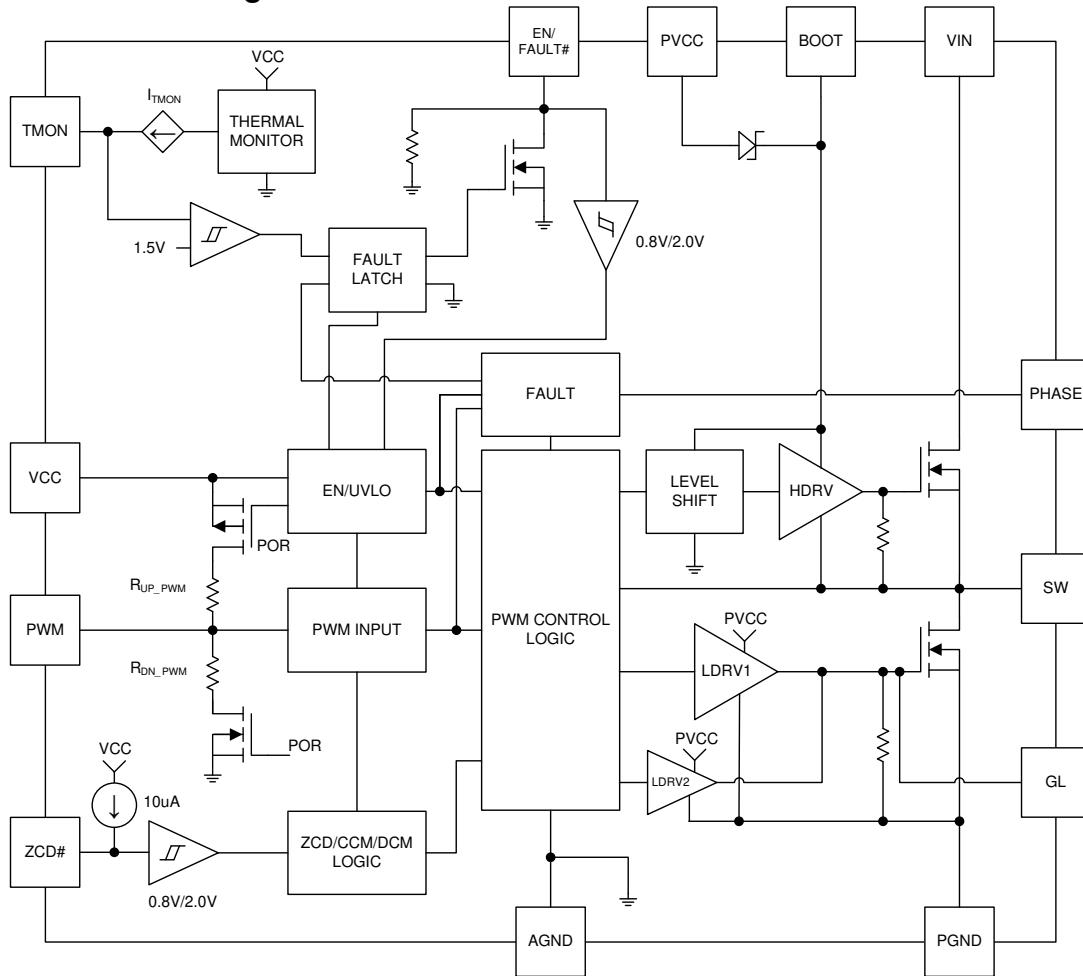 EN/
FAULT#
PVCC
BOOT
VIN
VCC
TMON
I_TMON
THERMAL
MONITOR
1.5V
FAULT
LATCH
0.8V/2.0V
FAULT
PHASE
VCC
EN/UVLO
LEVEL
SHIFT
HDRV
POR
R_UP_PWM
PWM
PWM INPUT
PWM CONTROL
LOGIC
SW
R_DN_PWM
PVCC
LDRV1
POR
VCC
PVCC
LDRV2
GL
10uA
ZCD#
ZCD/CCM/DCM
LOGIC
0.8V/2.0V
AGND
PGND